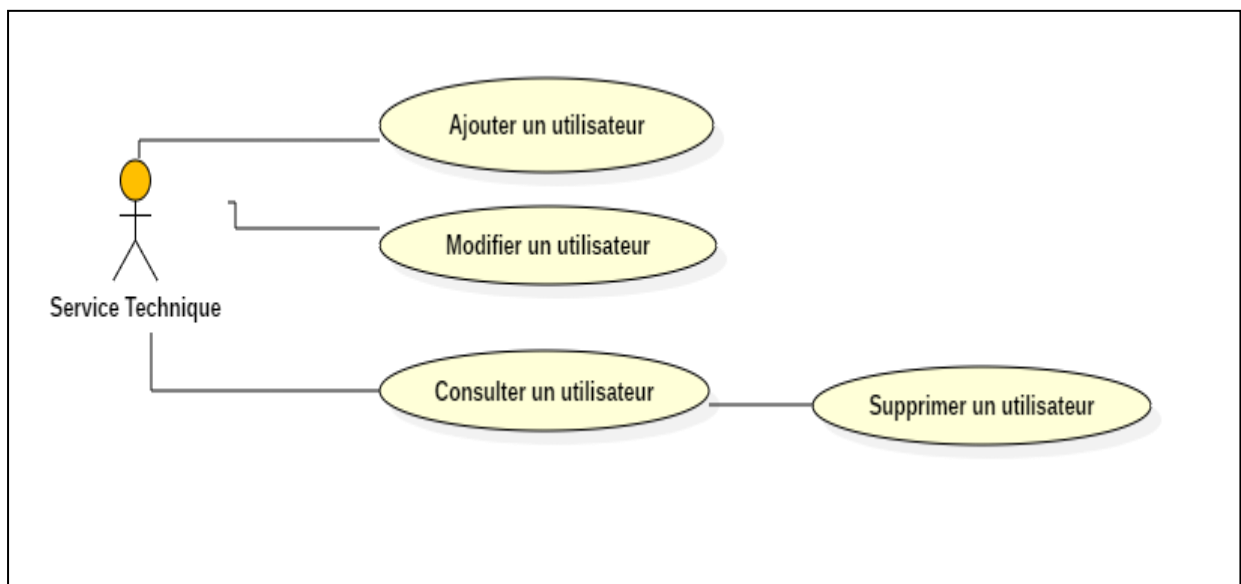 Ajouter un utilisateur
Modifier un utilisateur
Service Technique
Consulter un utilisateur
Supprimer un utilisateur